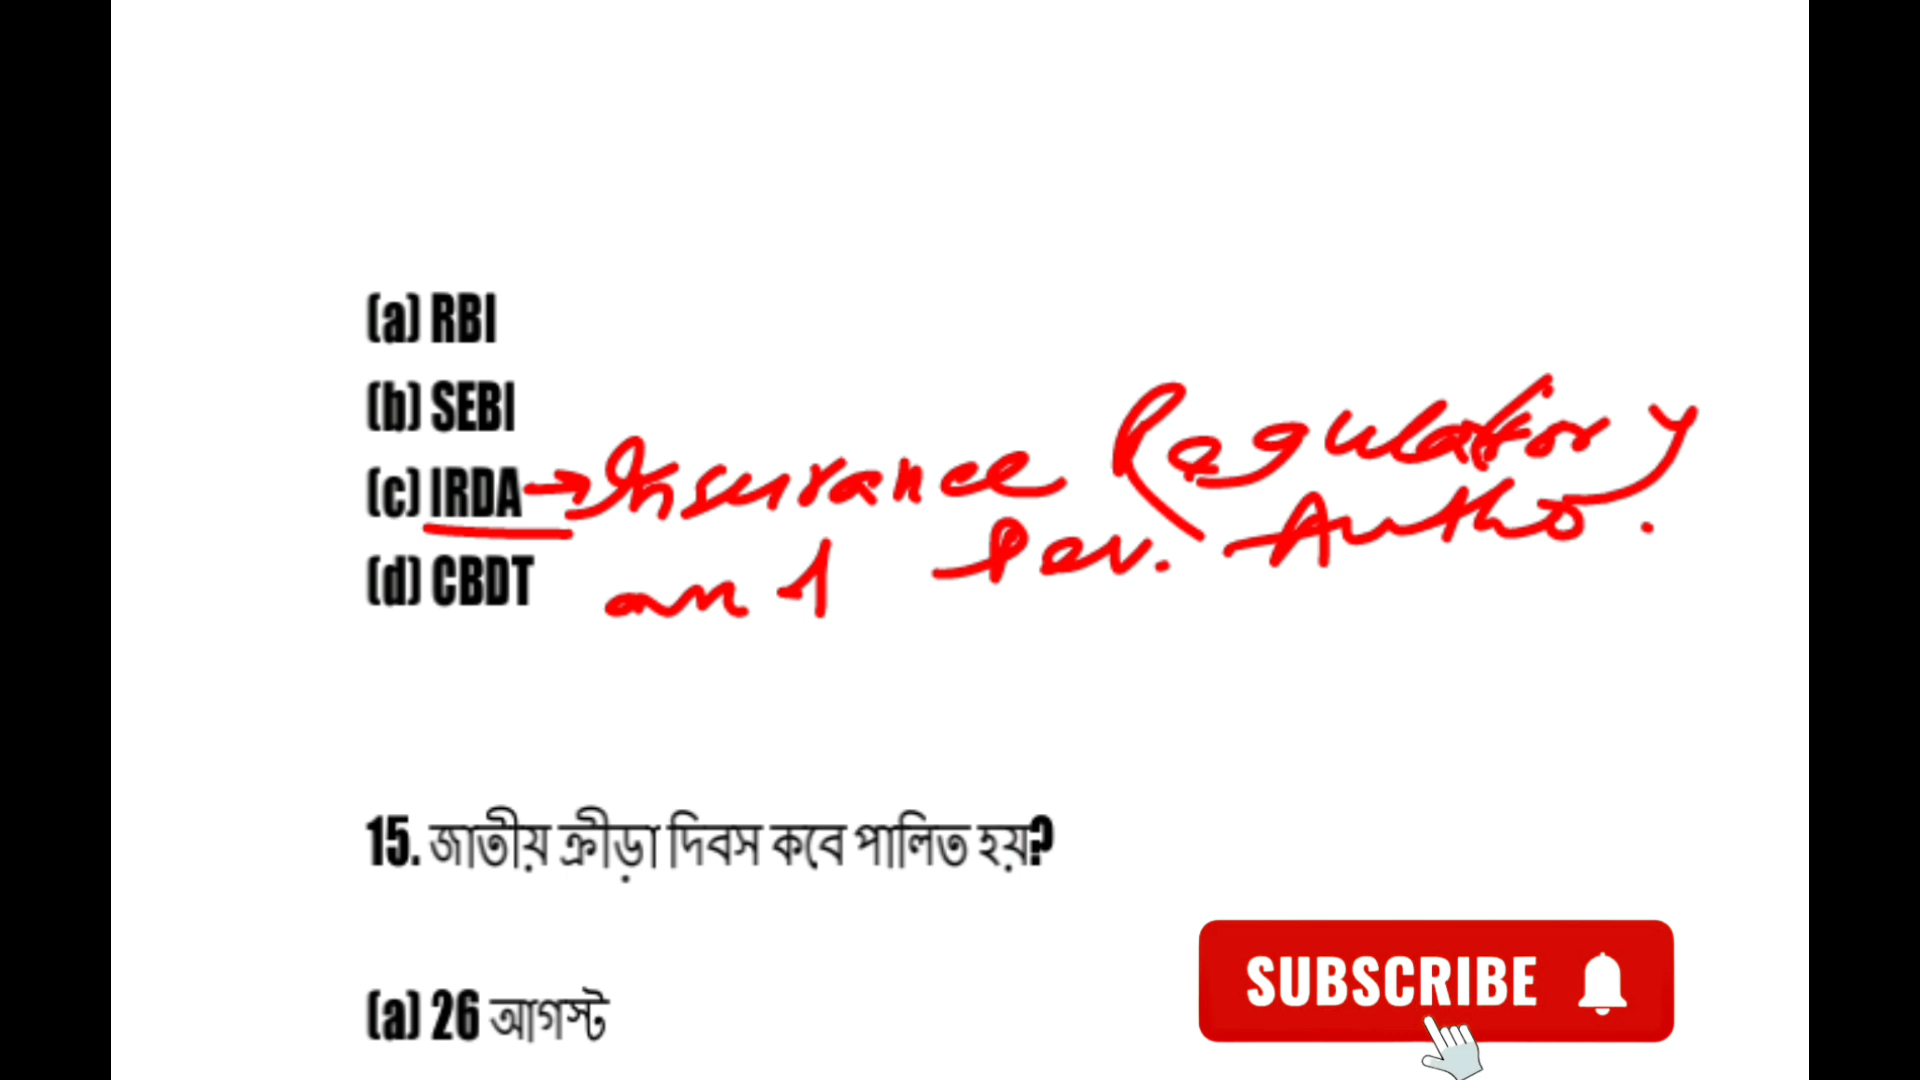 (a) RBI
(b) SEBI
(c) IRDA → Insurance Regulatory
and Dev. Autho.
(d) CBDT
15. জাতীয় ক্রীড়া দিবস কবে পালিত হয়?
(a) 26 আগস্ট
SUBSCRIBE